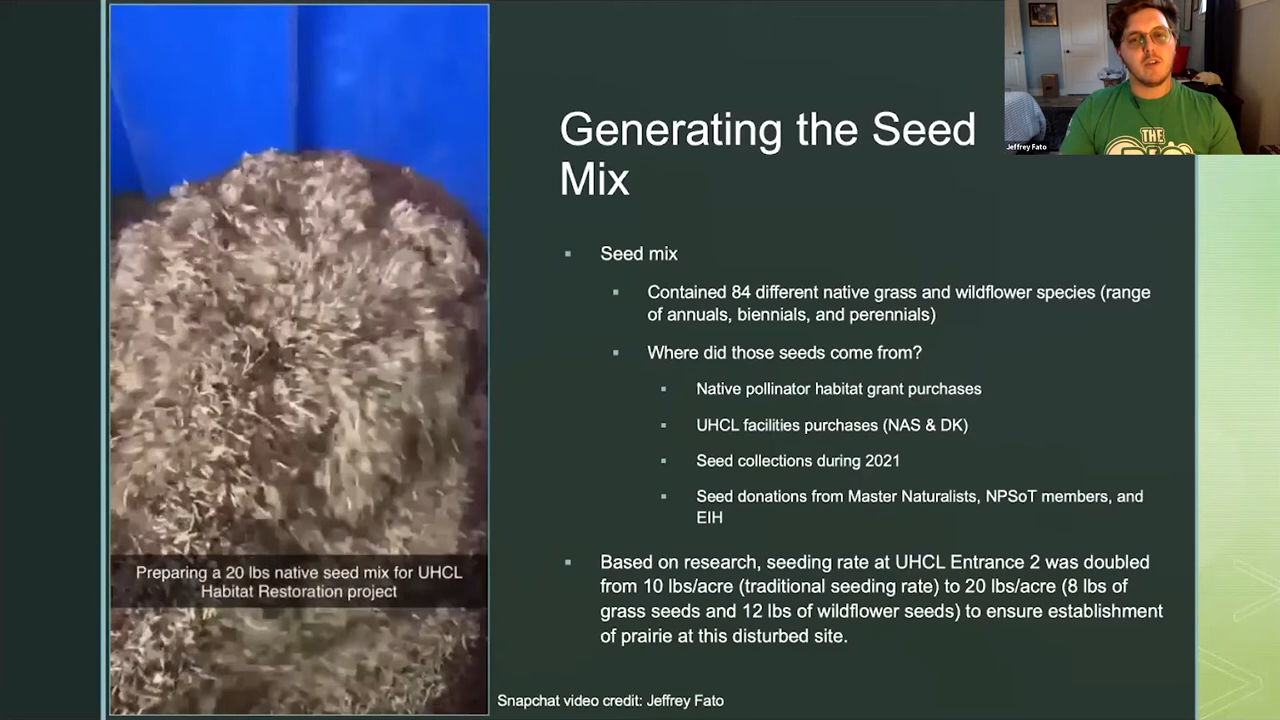 Generating the Seed
Mix
Jeffrey Fato
THE
▪ Seed mix
▪ Contained 84 different native grass and wildflower species (range
of annuals, biennials, and perennials)
▪ Where did those seeds come from?
▪ Native pollinator habitat grant purchases
▪ UHCL facilities purchases (NAS & DK)
▪ Seed collections during 2021
▪ Seed donations from Master Naturalists, NPSoT members, and
EIH
▪ Based on research, seeding rate at UHCL Entrance 2 was doubled
from 10 lbs/acre (traditional seeding rate) to 20 lbs/acre (8 lbs of
grass seeds and 12 lbs of wildflower seeds) to ensure establishment
of prairie at this disturbed site.
Preparing a 20 lbs native seed mix for UHCL
Habitat Restoration project
Snapchat video credit: Jeffrey Fato